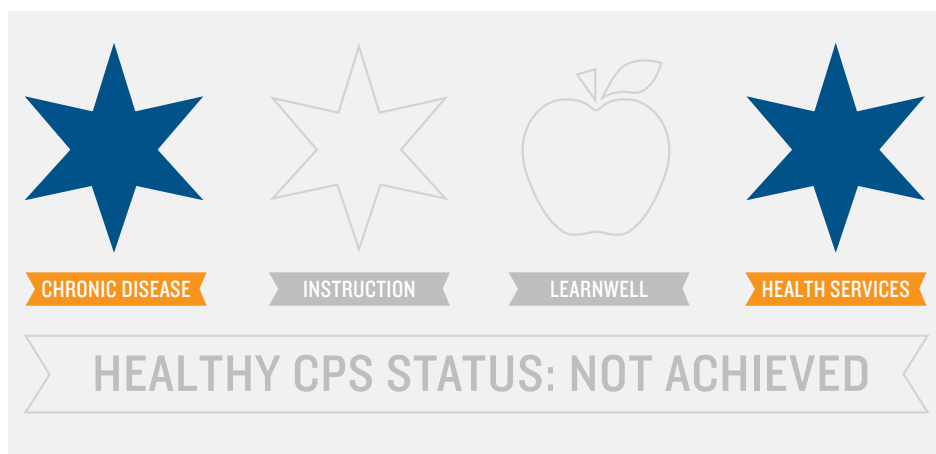 CHRONIC DISEASE
INSTRUCTION
LEARNWELL
HEALTH SERVICES
HEALTHY CPS STATUS: NOT ACHIEVED